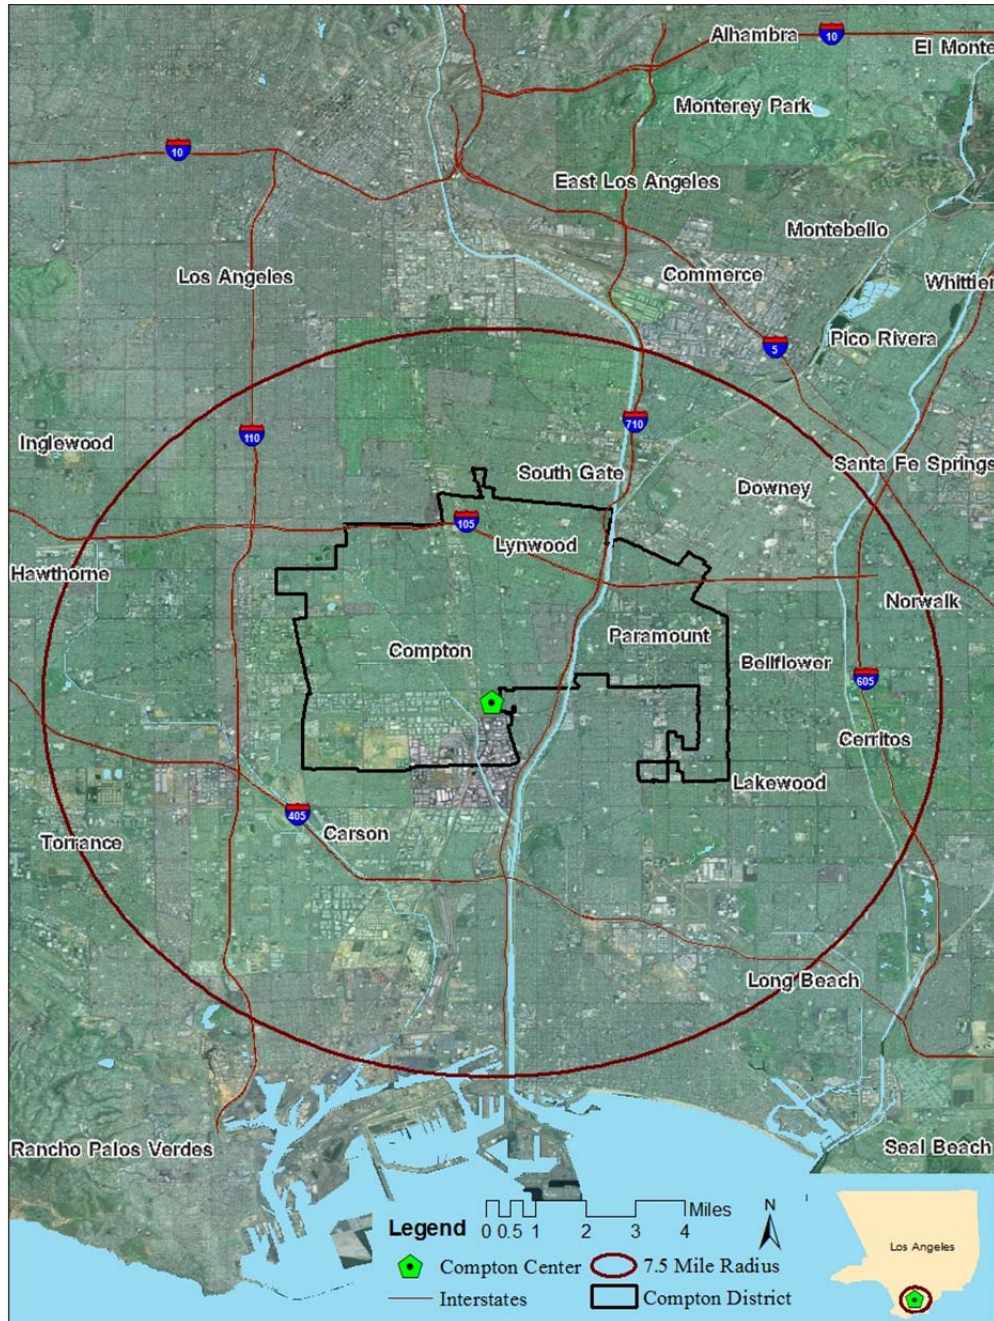 Alhambra
10
El Monte
Monterey Park
10
East Los Angeles
Montebello
Los Angeles
Commerce
Whittier
Pico Rivera
5
710
110
Inglewood
Santa Fe Springs
South Gate
Downey
105
Lynwood
Hawthorne
Norwalk
Paramount
Compton
Bellflower
605
Cerritos
Lakewood
405
Carson
Torrance
Long Beach
Rancho Palos Verdes
Seal Beach
Miles
0 0.5 1 2 3 4
N
Legend
Compton Center
7.5 Mile Radius
Interstates
Compton District
Los Angeles